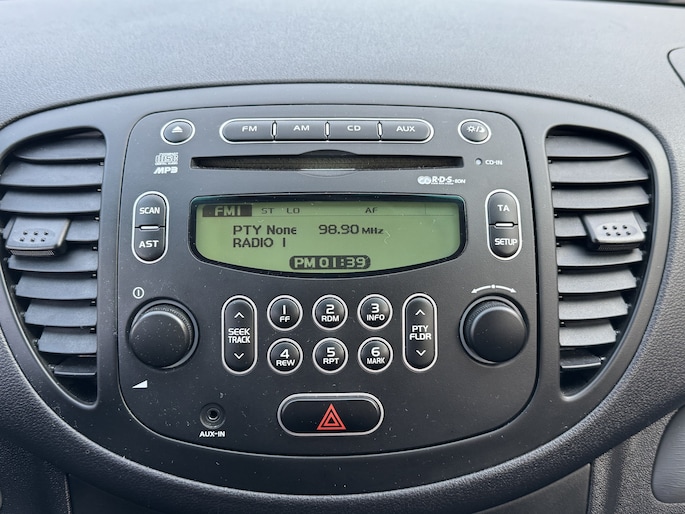 FM AM CD AUX
DISC
MP3
CD-IN
R·D·S·EON
SCAN
AST
TA
SETUP
FM1 ST LO AF
PTY None 98.90 MHz
RADIO 1
PM 01:39
SEEK
TRACK
1
FF
2
RDM
3
INFO
4
REW
5
RPT
6
MARK
PTY
FLDR
AUX-IN